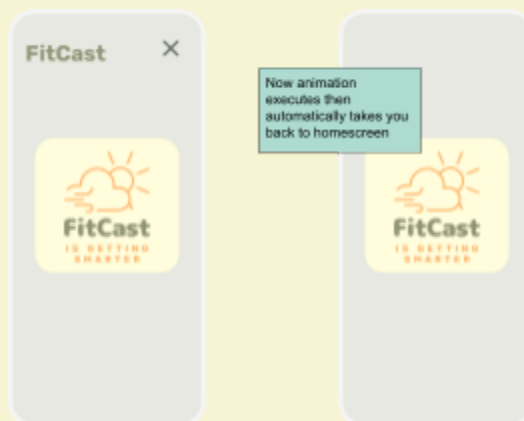 FitCast
FitCast
IS GETTING
SMARTER
Now animation
executes then
automatically takes you
back to homescreen
FitCast
IS GETTING
SMARTER